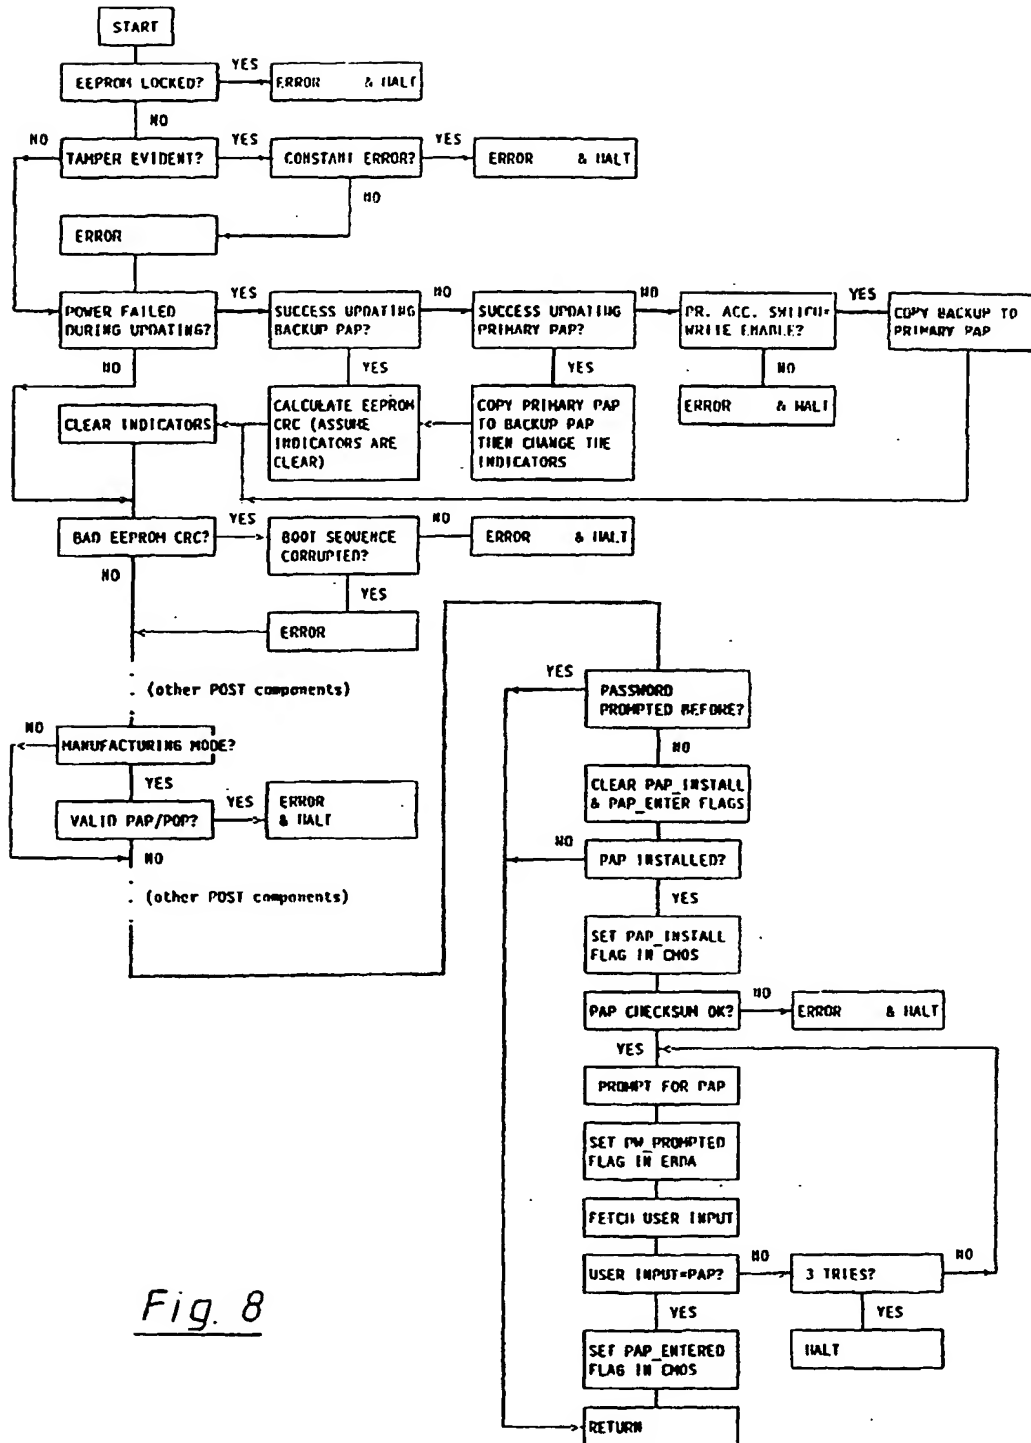 START
EEPROM LOCKED?
YES
ERROR & HALT
NO
NO
TAMPER EVIDENT?
YES
CONSTANT ERROR?
YES
ERROR & HALT
NO
ERROR
POWER FAILED
DURING UPDATING?
YES
SUCCESS UPDATING
BACKUP PAP?
NO
SUCCESS UPDATING
PRIMARY PAP?
NO
PR. ACC. SWITCH=
WRITE ENABLE?
YES
COPY BACKUP TO
PRIMARY PAP
NO
YES
YES
NO
CLEAR INDICATORS
CALCULATE EEPROM
CRC (ASSUME
INDICATORS ARE
CLEAR)
COPY PRIMARY PAP
TO BACKUP PAP
THEN CHANGE THE
INDICATORS
ERROR & HALT
BAD EEPROM CRC?
YES
BOOT SEQUENCE
CORRUPTED?
NO
ERROR & HALT
NO
YES
ERROR
(other POST components)
NO
MANUFACTURING MODE?
YES
VALID PAP/POP?
YES
ERROR
& HALT
NO
(other POST components)
YES
PASSWORD
PROMPTED BEFORE?
NO
CLEAR PAP_INSTALL
& PAP_ENTER FLAGS
NO
PAP INSTALLED?
YES
SET PAP_INSTALL
FLAG IN CMOS
PAP CHECKSUM OK?
NO
ERROR & HALT
YES
PROMPT FOR PAP
SET PW_PROMPTED
FLAG IN EBDA
FETCH USER INPUT
USER INPUT=PAP?
NO
3 TRIES?
NO
YES
YES
SET PAP_ENTERED
FLAG IN CMOS
HALT
RETURN
Fig. 8